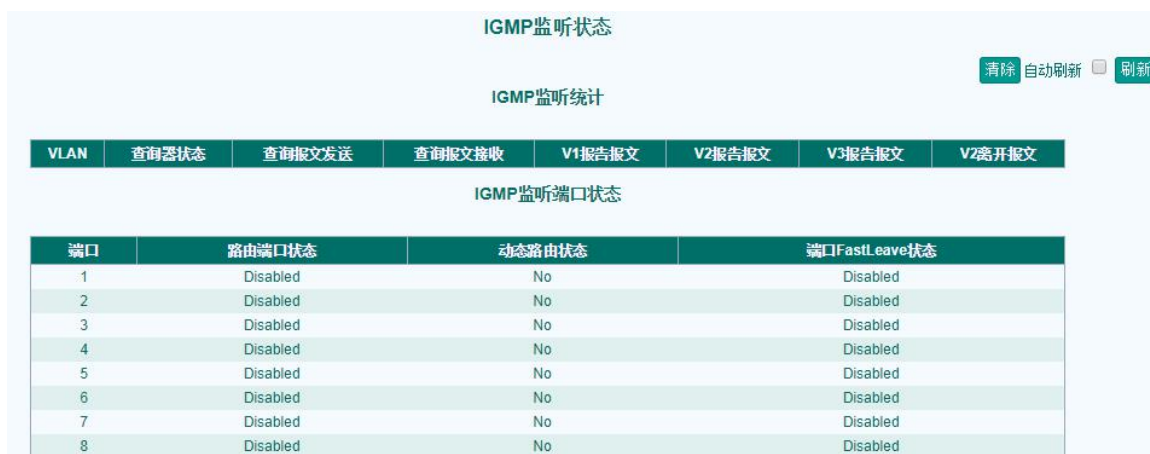 IGMP监听状态
清除 自动刷新 刷新
IGMP监听统计
VLAN 查询器状态 查询报文发送 查询报文接收 V1报告报文 V2报告报文 V3报告报文 V2离开报文
IGMP监听端口状态
端口 路由端口状态 动态路由状态 端口FastLeave状态
1 Disabled No Disabled
2 Disabled No Disabled
3 Disabled No Disabled
4 Disabled No Disabled
5 Disabled No Disabled
6 Disabled No Disabled
7 Disabled No Disabled
8 Disabled No Disabled